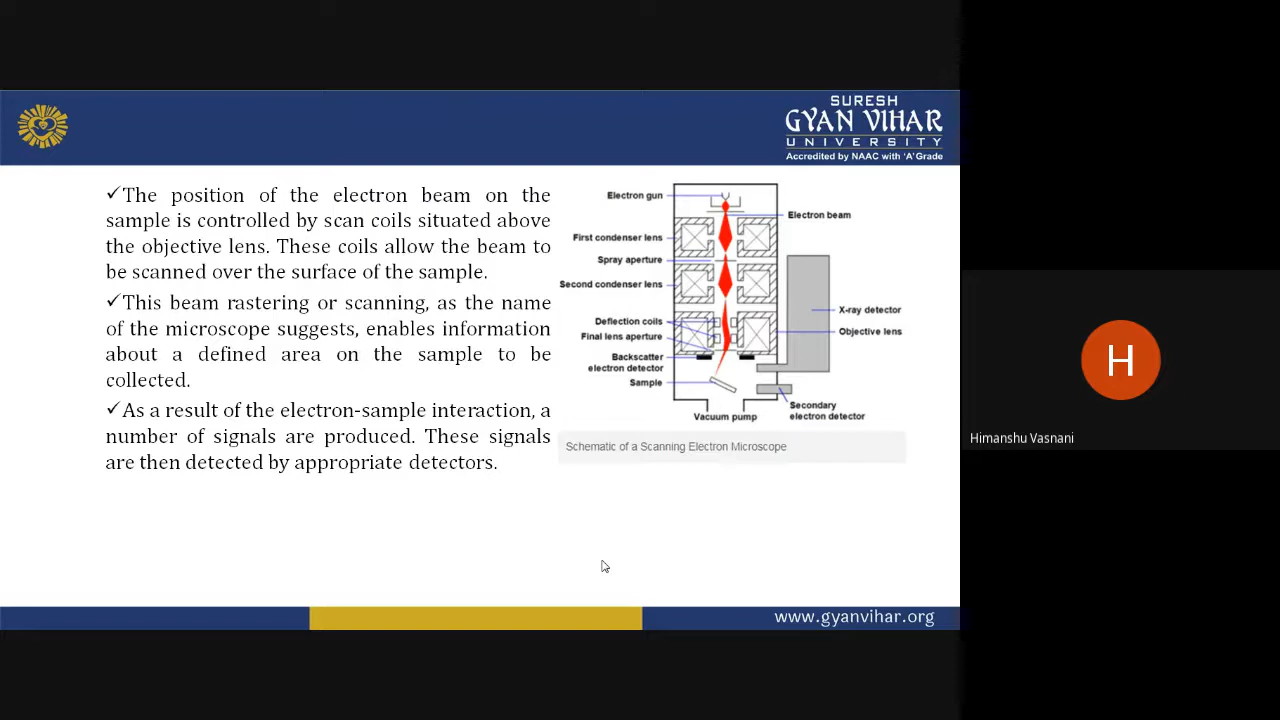 SURESH
GYAN VIHAR
UNIVERSITY
Accredited by NAAC with 'A' Grade
✓The position of the electron beam on the
sample is controlled by scan coils situated above
the objective lens. These coils allow the beam to
be scanned over the surface of the sample.
✓This beam rastering or scanning, as the name
of the microscope suggests, enables information
about a defined area on the sample to be
collected.
✓As a result of the electron-sample interaction, a
number of signals are produced. These signals
are then detected by appropriate detectors.
Electron gun
Electron beam
First condenser lens
Spray aperture
Second condenser lens
X-ray detector
Deflection coils
Objective lens
Final lens aperture
Backscatter
electron detector
Sample
Secondary
electron detector
Vacuum pump
Schematic of a Scanning Electron Microscope
H
Himanshu Vasnani
www.gyanvihar.org